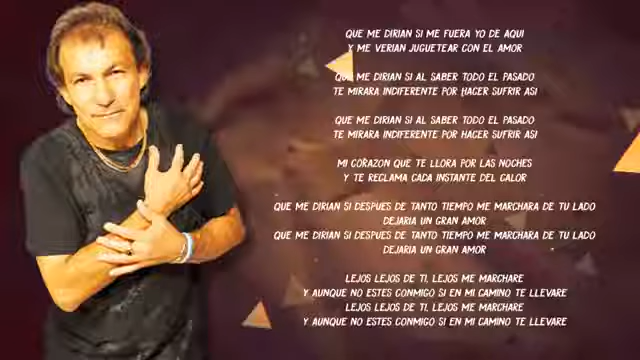 QUE ME DIRIAN SI ME FUERA YO DE AQUI
Y ME VERIAN JUGUETEAR CON EL AMOR
QUE ME DIRIAN SI AL SABER TODO EL PASADO
TE MIRARA INDIFERENTE POR HACER SUFRIR ASI
QUE ME DIRIAN SI AL SABER TODO EL PASADO
TE MIRARA INDIFERENTE POR HACER SUFRIR ASI
MI CORAZON QUE TE LLORA POR LAS NOCHES
Y TE RECLAMA CADA INSTANTE DEL CALOR
QUE ME DIRIAN SI DESPUES DE TANTO TIEMPO ME MARCHARA DE TU LADO
DEJARIA UN GRAN AMOR
QUE ME DIRIAN SI DESPUES DE TANTO TIEMPO ME MARCHARA DE TU LADO
DEJARIA UN GRAN AMOR
LEJOS LEJOS DE TI, LEJOS ME MARCHARE
Y AUNQUE NO ESTES CONMIGO SI EN MI CAMINO TE LLEVARE
LEJOS LEJOS DE TI, LEJOS ME MARCHARE
Y AUNQUE NO ESTES CONMIGO SI EN MI CAMINO TE LLEVARE